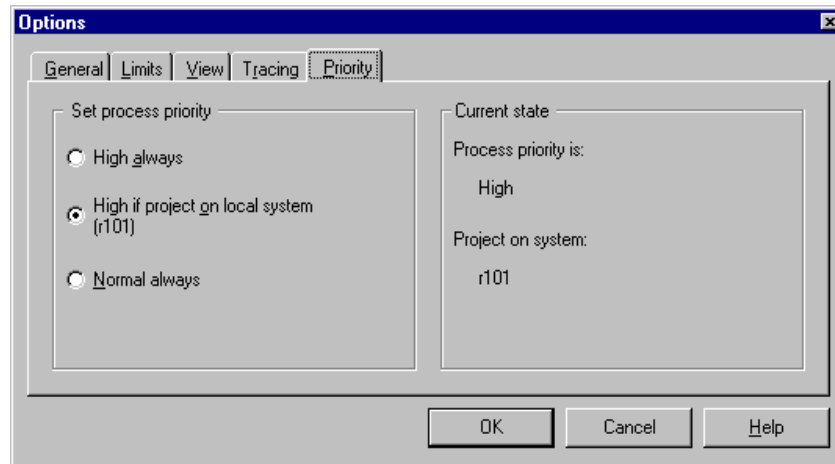 Options
General Limits View Tracing Priority
Set process priority
High always
High if project on local system
(r101)
Normal always
Current state
Process priority is:
High
Project on system:
r101
OK Cancel Help